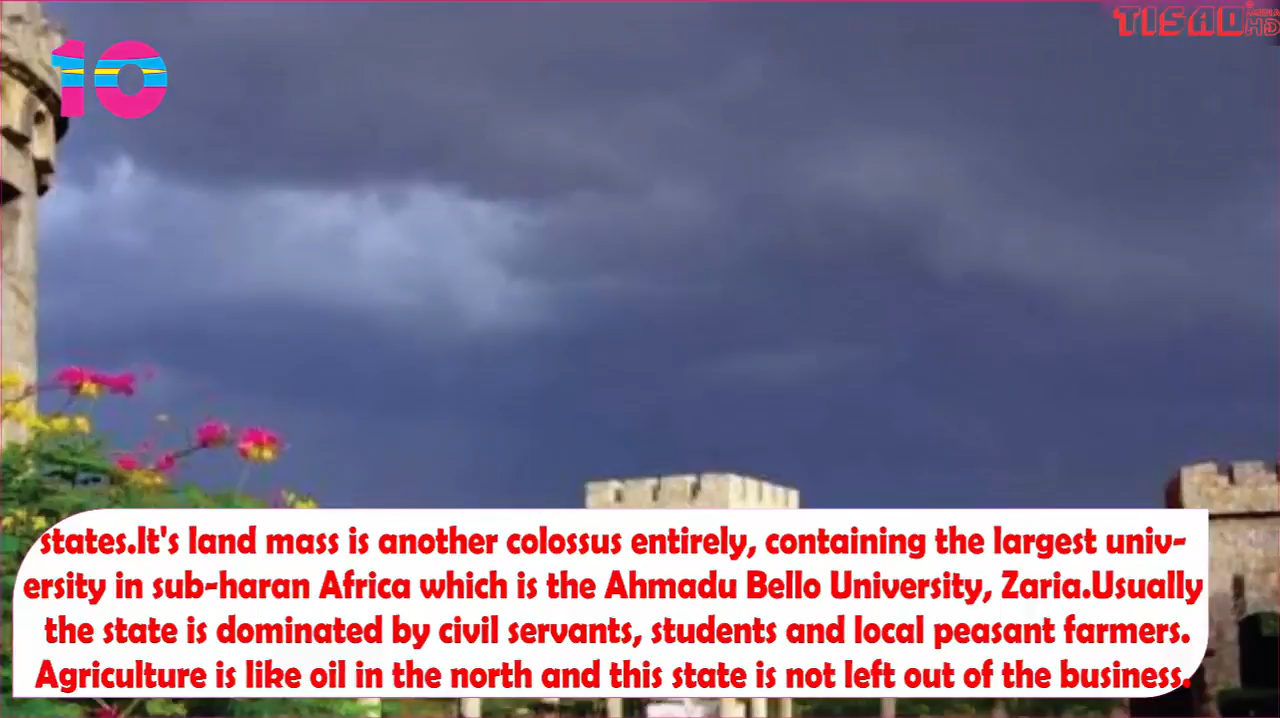 TISAD MEDIA HD
10
states.It's land mass is another colossus entirely, containing the largest univ-
ersity in sub-haran Africa which is the Ahmadu Bello University, Zaria.Usually
the state is dominated by civil servants, students and local peasant farmers.
Agriculture is like oil in the north and this state is not left out of the business.